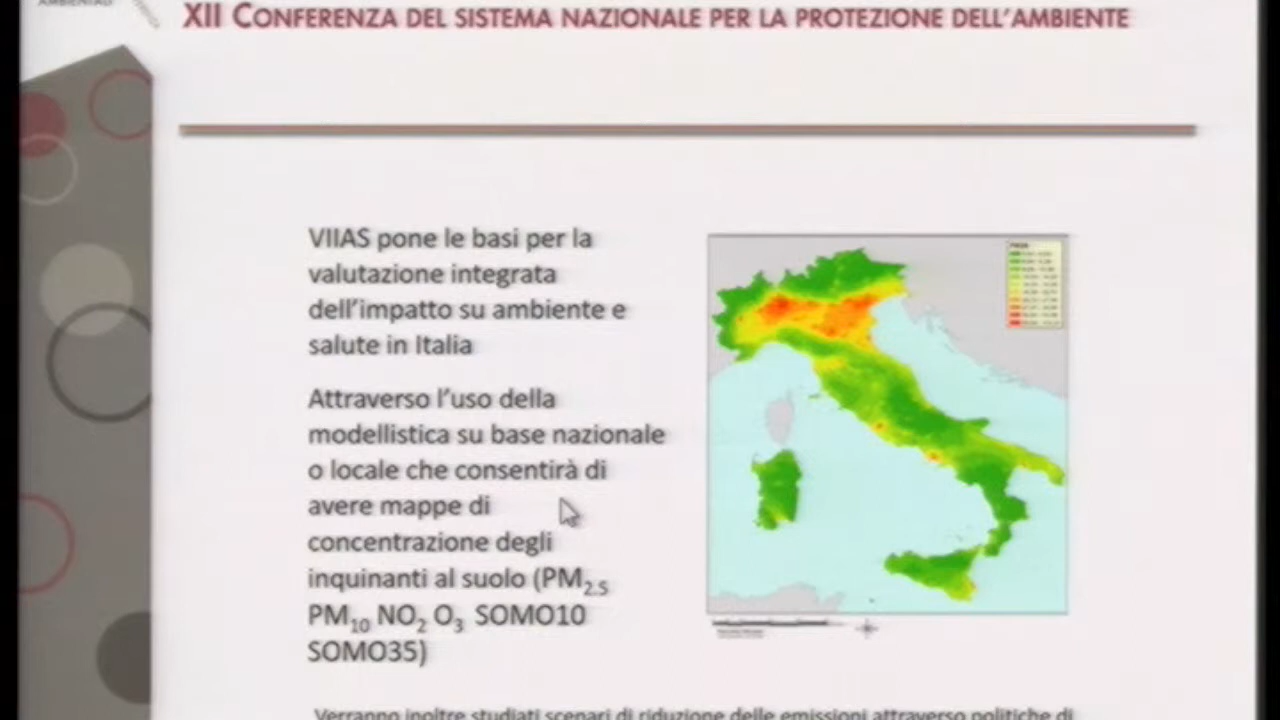 AMBIENTALI
XII CONFERENZA DEL SISTEMA NAZIONALE PER LA PROTEZIONE DELL'AMBIENTE
VIIAS pone le basi per la
valutazione integrata
dell'impatto su ambiente e
salute in Italia
Attraverso l'uso della
modellistica su base nazionale
o locale che consentirà di
avere mappe di
concentrazione degli
inquinanti al suolo (PM2.5
PM10 NO2 O3 SOMO10
SOMO35)
Verranno inoltre studiati scenari di riduzione delle emissioni attraverso politiche di